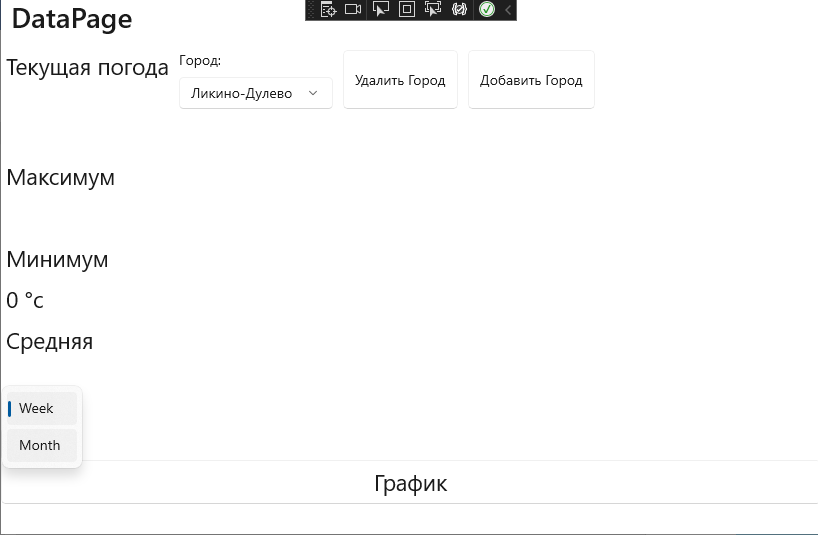 DataPage
Текущая погода
Город:
Ликино-Дулево
Удалить Город
Добавить Город
Максимум
Минимум
0 °c
Средняя
Week
Month
График